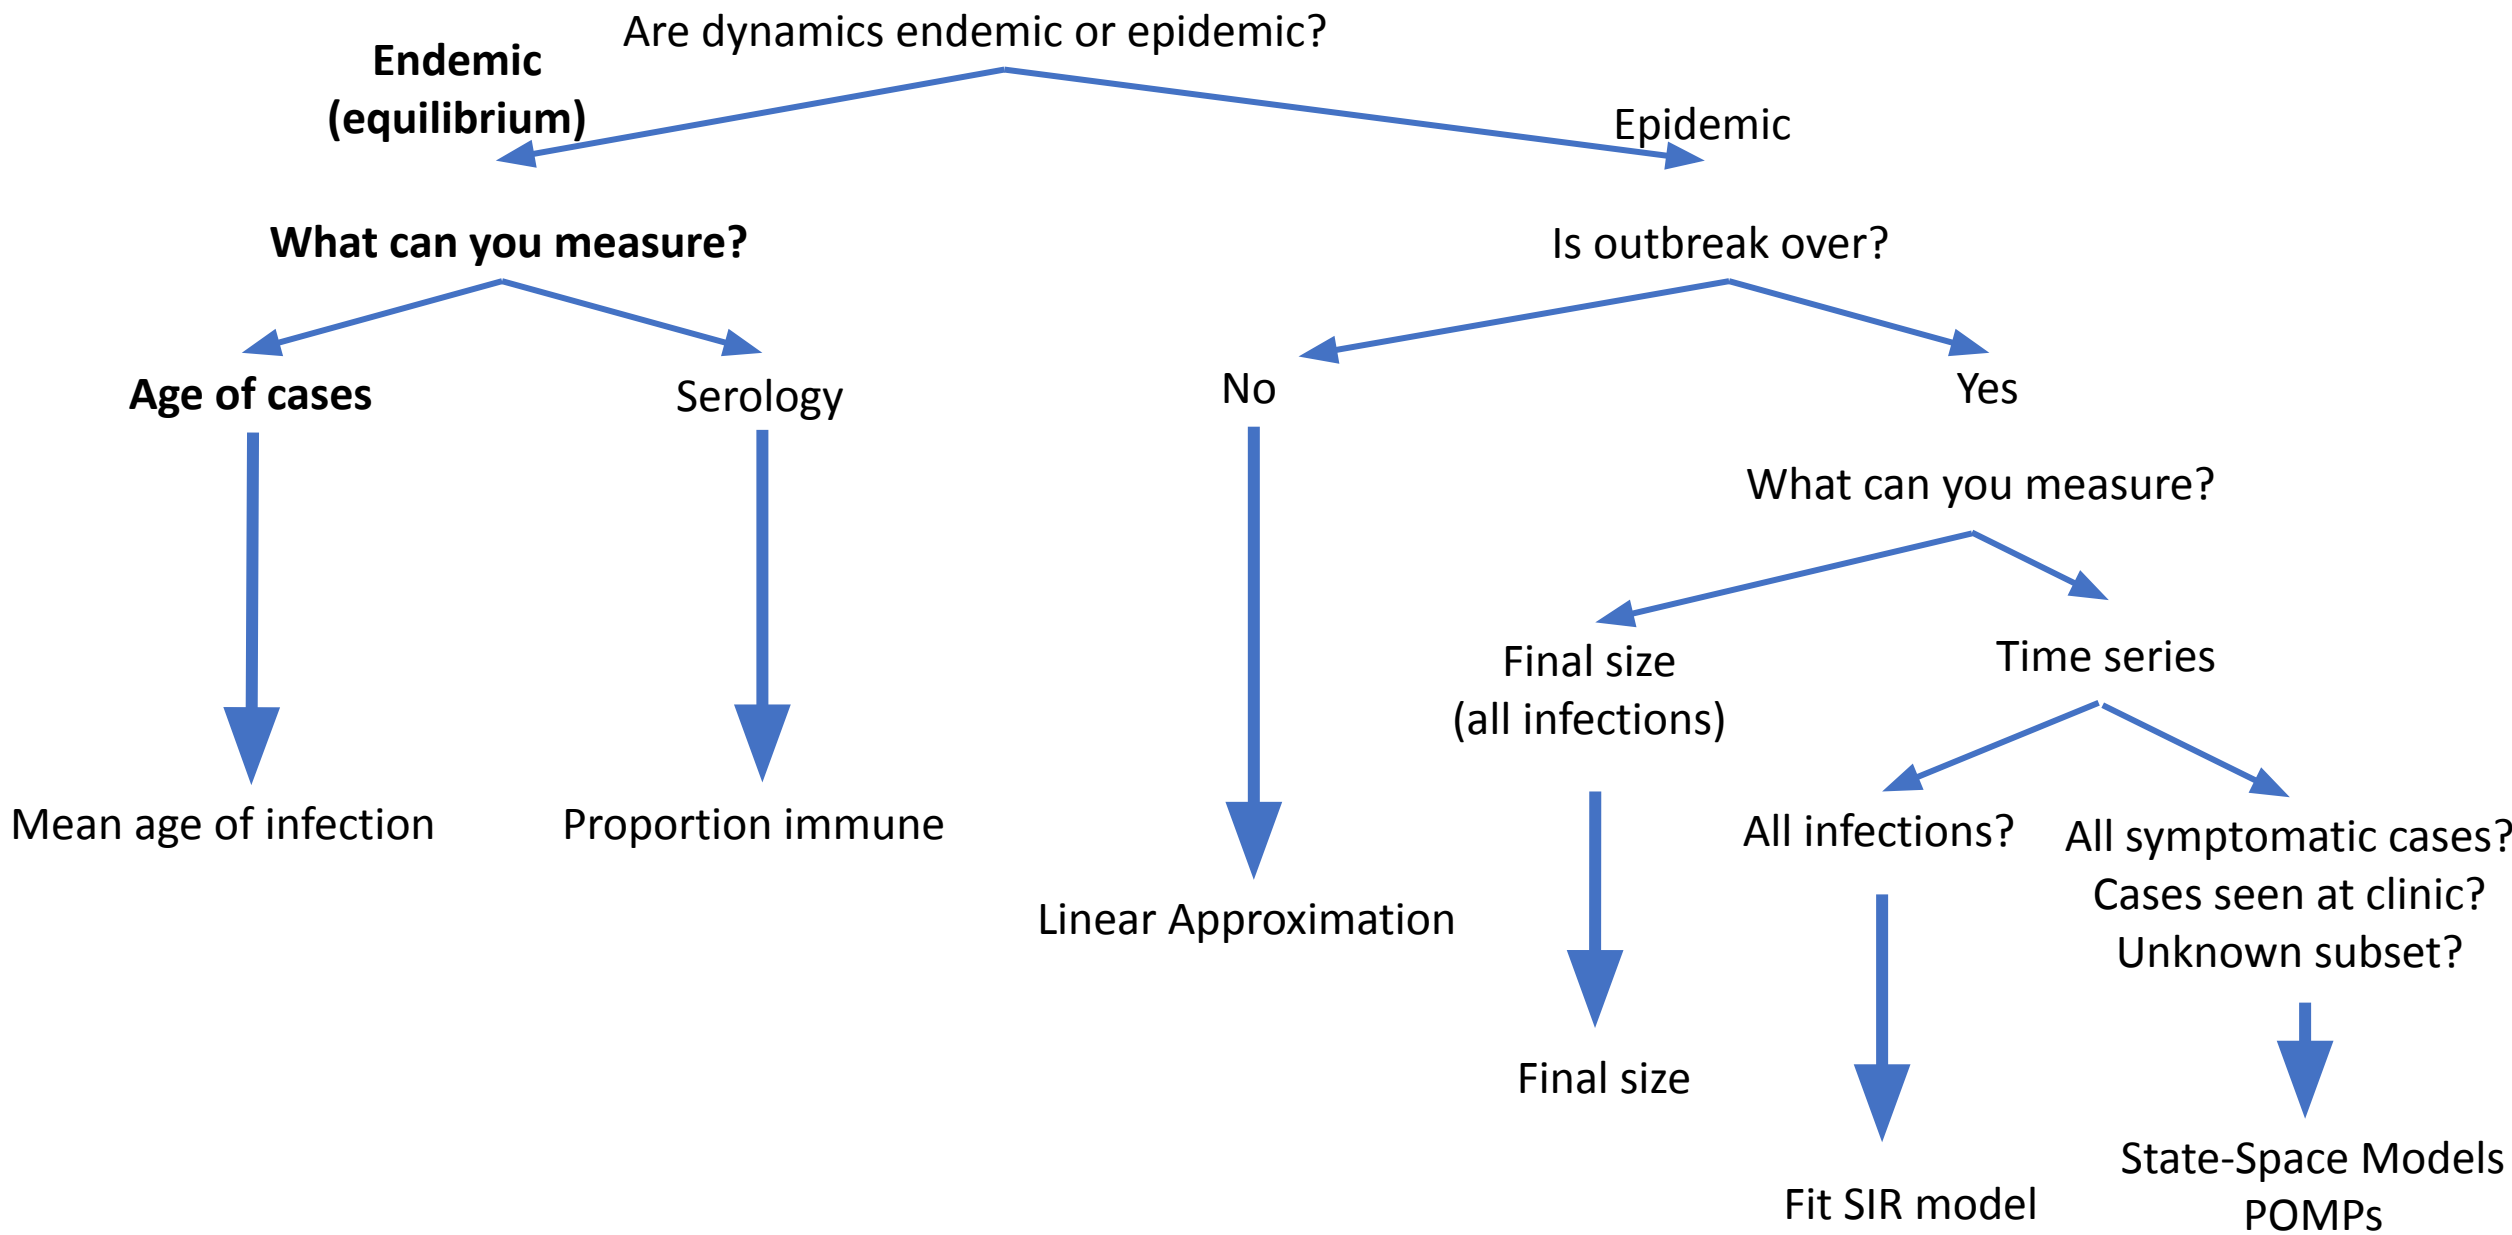 Are dynamics endemic or epidemic?
Endemic
(equilibrium)
Epidemic
What can you measure?
Is outbreak over?
Age of cases
Serology
No
Yes
What can you measure?
Final size
(all infections)
Time series
Mean age of infection
Proportion immune
Linear Approximation
All infections?
All symptomatic cases?
Cases seen at clinic?
Unknown subset?
Final size
Fit SIR model
State-Space Models
POMPs